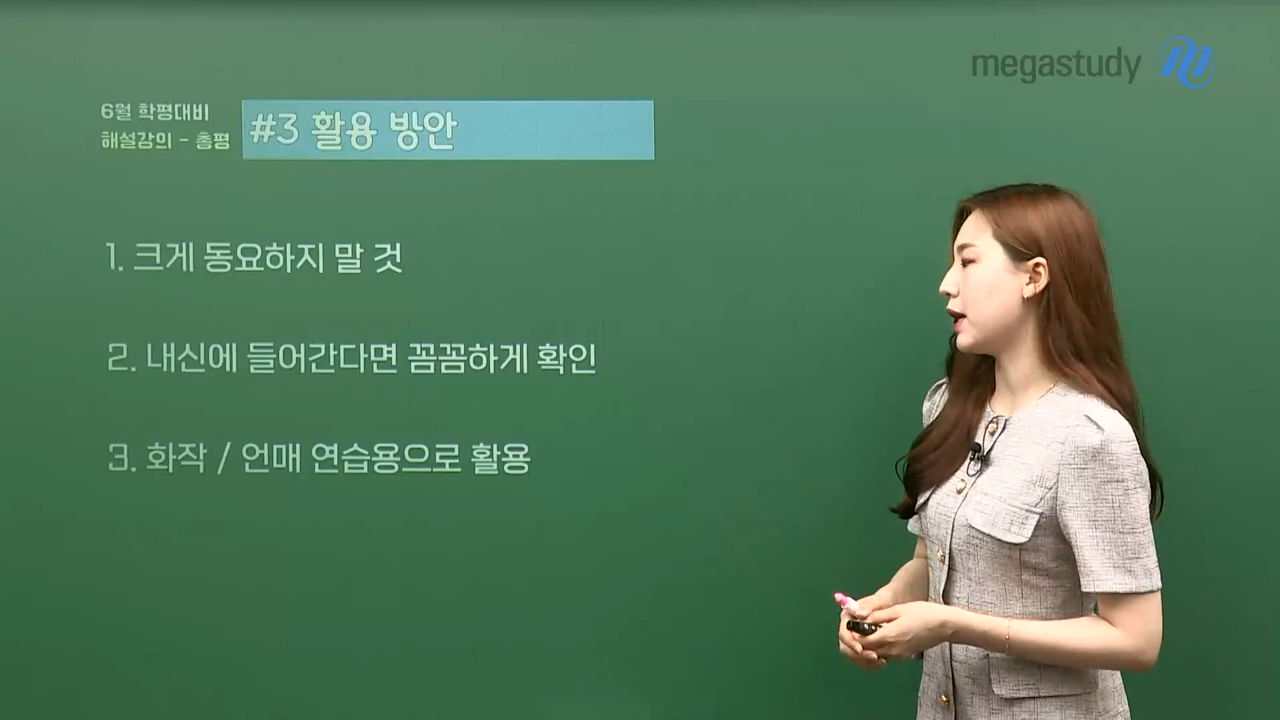 megastudy
6월 학평대비
해설강의 - 총평
#3 활용 방안
1. 크게 동요하지 말 것
2. 내신에 들어간다면 꼼꼼하게 확인
3. 화작 / 언매 연습용으로 활용